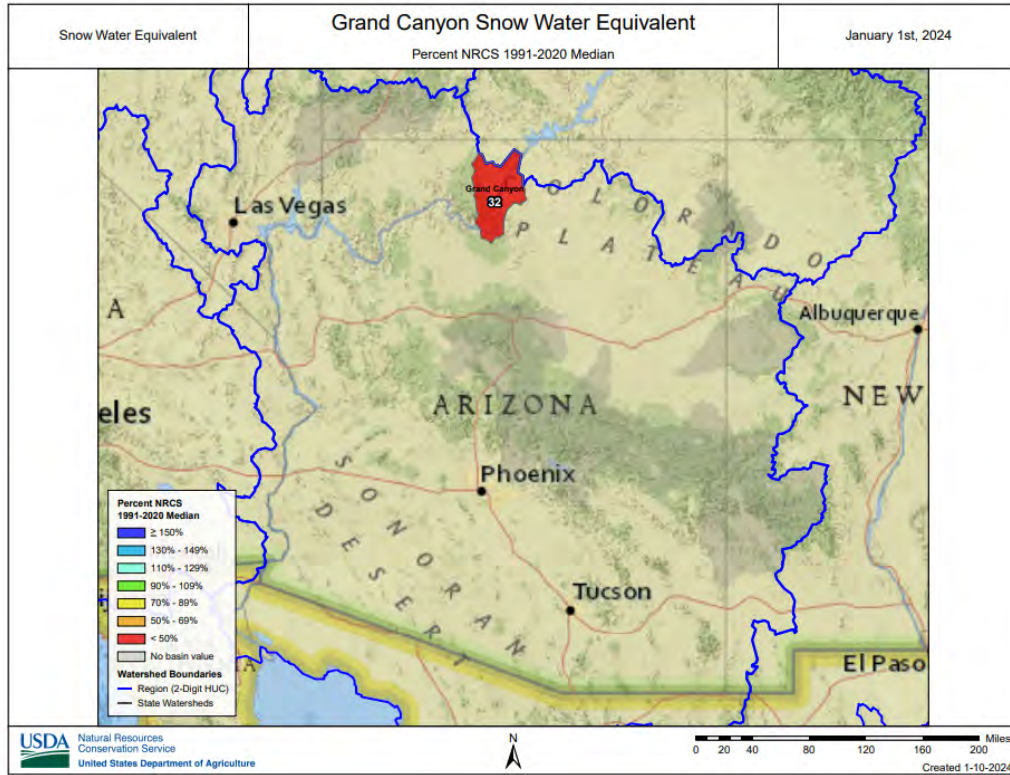 Snow Water Equivalent
Grand Canyon Snow Water Equivalent
Percent NRCS 1991-2020 Median
January 1st, 2024
Grand Canyon
32
Las Vegas
COLORADO
PLATEAU
A
Albuquerque
ARIZONA
NEW
eles
Phoenix
SONORAN
DESERT
Tucson
El Paso
Percent NRCS
1991-2020 Median
≥ 150%
130% - 149%
110% - 129%
90% - 109%
70% - 89%
50% - 69%
< 50%
No basin value
Watershed Boundaries
Region (2-Digit HUC)
State Watersheds
IA
USDA
Natural Resources
Conservation Service
United States Department of Agriculture
N
Miles
0 20 40 80 120 160 200
Created 1-10-2024